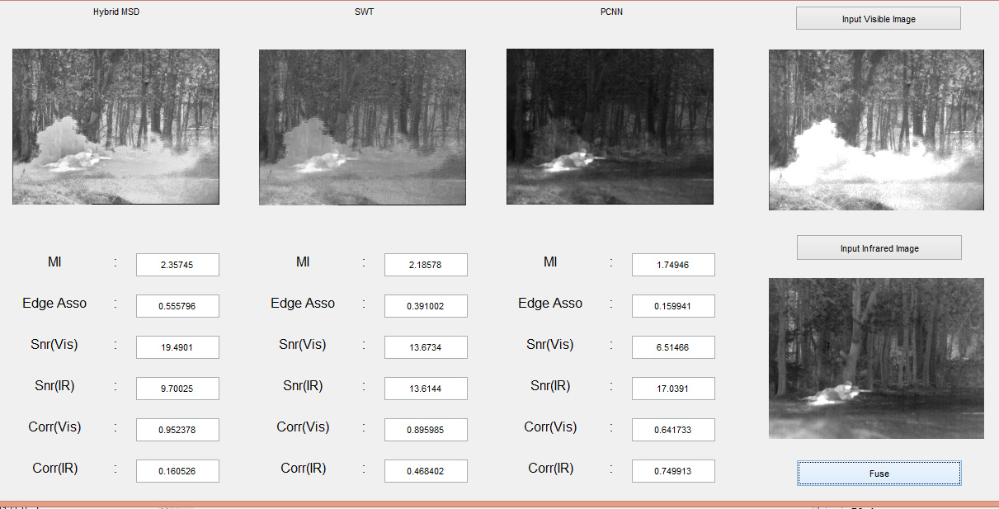 Hybrid MSD SWT PCNN
Input Visible Image
Input Infrared Image
MI : 2.35745 MI : 2.18578 MI : 1.74946
Edge Asso : 0.555796 Edge Asso : 0.391002 Edge Asso : 0.159941
Snr(Vis) : 19.4901 Snr(Vis) : 13.6734 Snr(Vis) : 6.51466
Snr(IR) : 9.70025 Snr(IR) : 13.6144 Snr(IR) : 17.0391
Corr(Vis) : 0.952378 Corr(Vis) : 0.895985 Corr(Vis) : 0.641733
Corr(IR) : 0.160526 Corr(IR) : 0.468402 Corr(IR) : 0.749913
Fuse